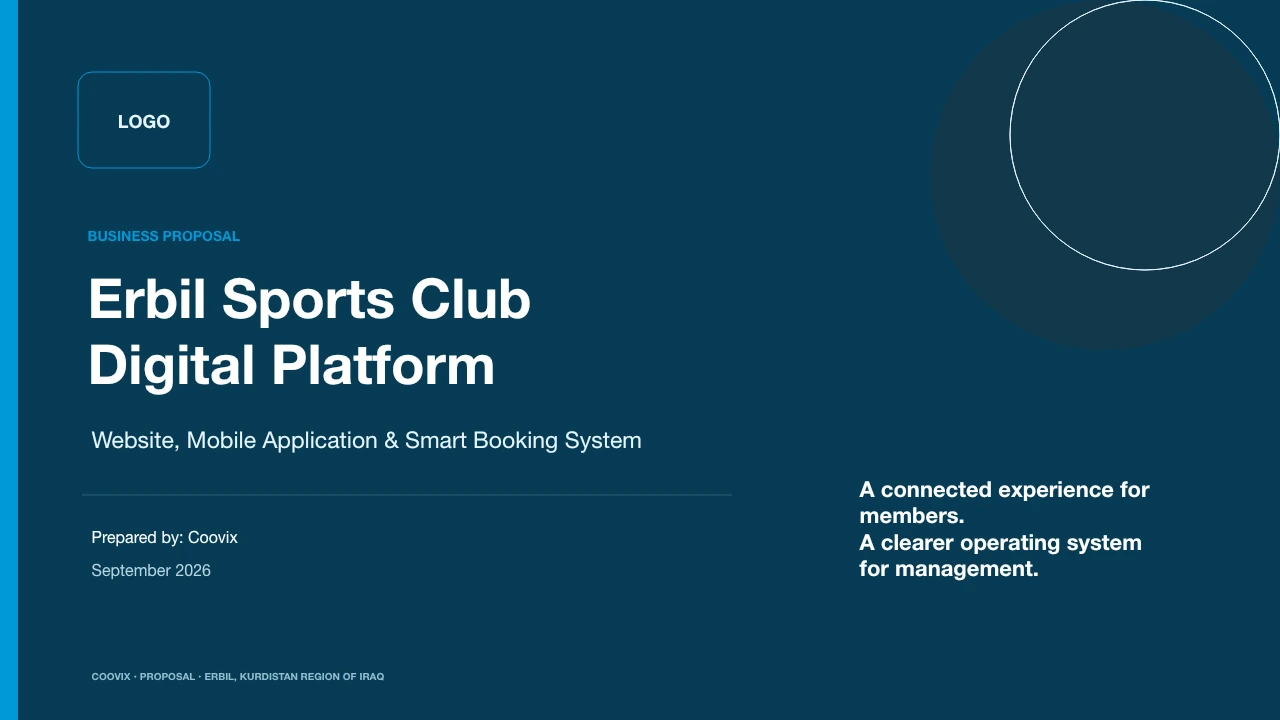 LOGO
BUSINESS PROPOSAL
Erbil Sports Club
Digital Platform
Website, Mobile Application & Smart Booking System
Prepared by: Coovix
September 2026
A connected experience for
members.
A clearer operating system
for management.
COOVIX · PROPOSAL · ERBIL, KURDISTAN REGION OF IRAQ